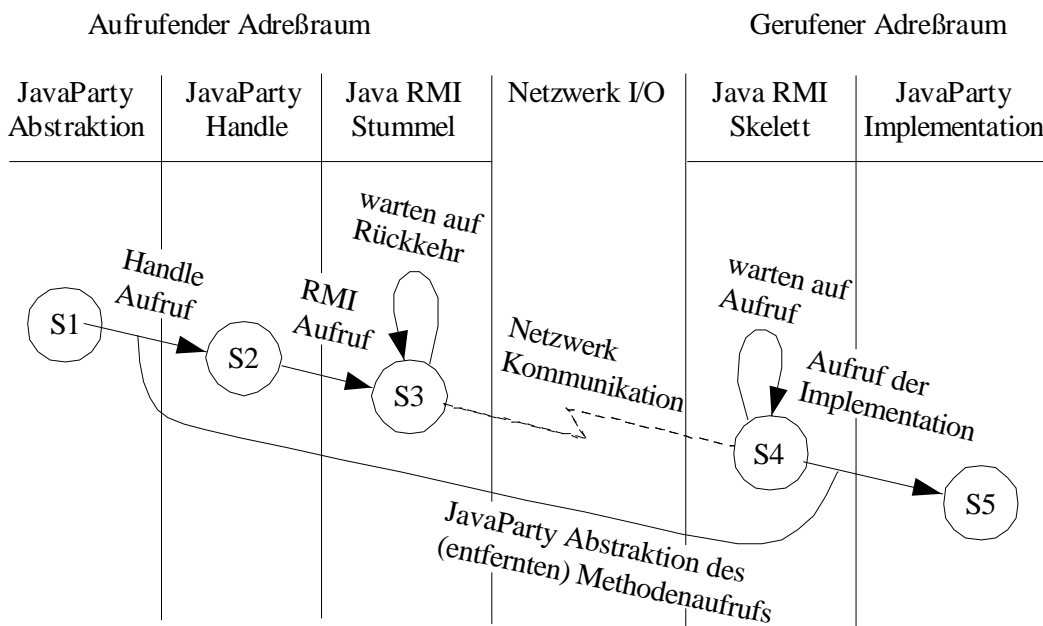 Aufrufender Adreßraum
Gerufener Adreßraum
JavaParty
Abstraktion
JavaParty
Handle
Java RMI
Stummel
Netzwerk I/O
Java RMI
Skelett
JavaParty
Implementation
warten auf
Rückkehr
Handle
Aufruf
RMI
Aufruf
warten auf
Aufruf
Netzwerk
Kommunikation
Aufruf der
Implementation
S1
S2
S3
S4
S5
JavaParty Abstraktion des
(entfernten) Methodenaufrufs